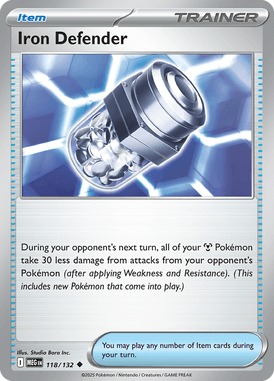 Item
TRAINER
Iron Defender
During your opponent's next turn, all of your Pokémon
take 30 less damage from attacks from your opponent's
Pokémon (after applying Weakness and Resistance). (This
includes new Pokémon that come into play.)
You may play any number of Item cards during
your turn.
Illus. Studio Bora Inc.
I MEG EN 118/132
©2025 Pokémon / Nintendo / Creatures / GAME FREAK